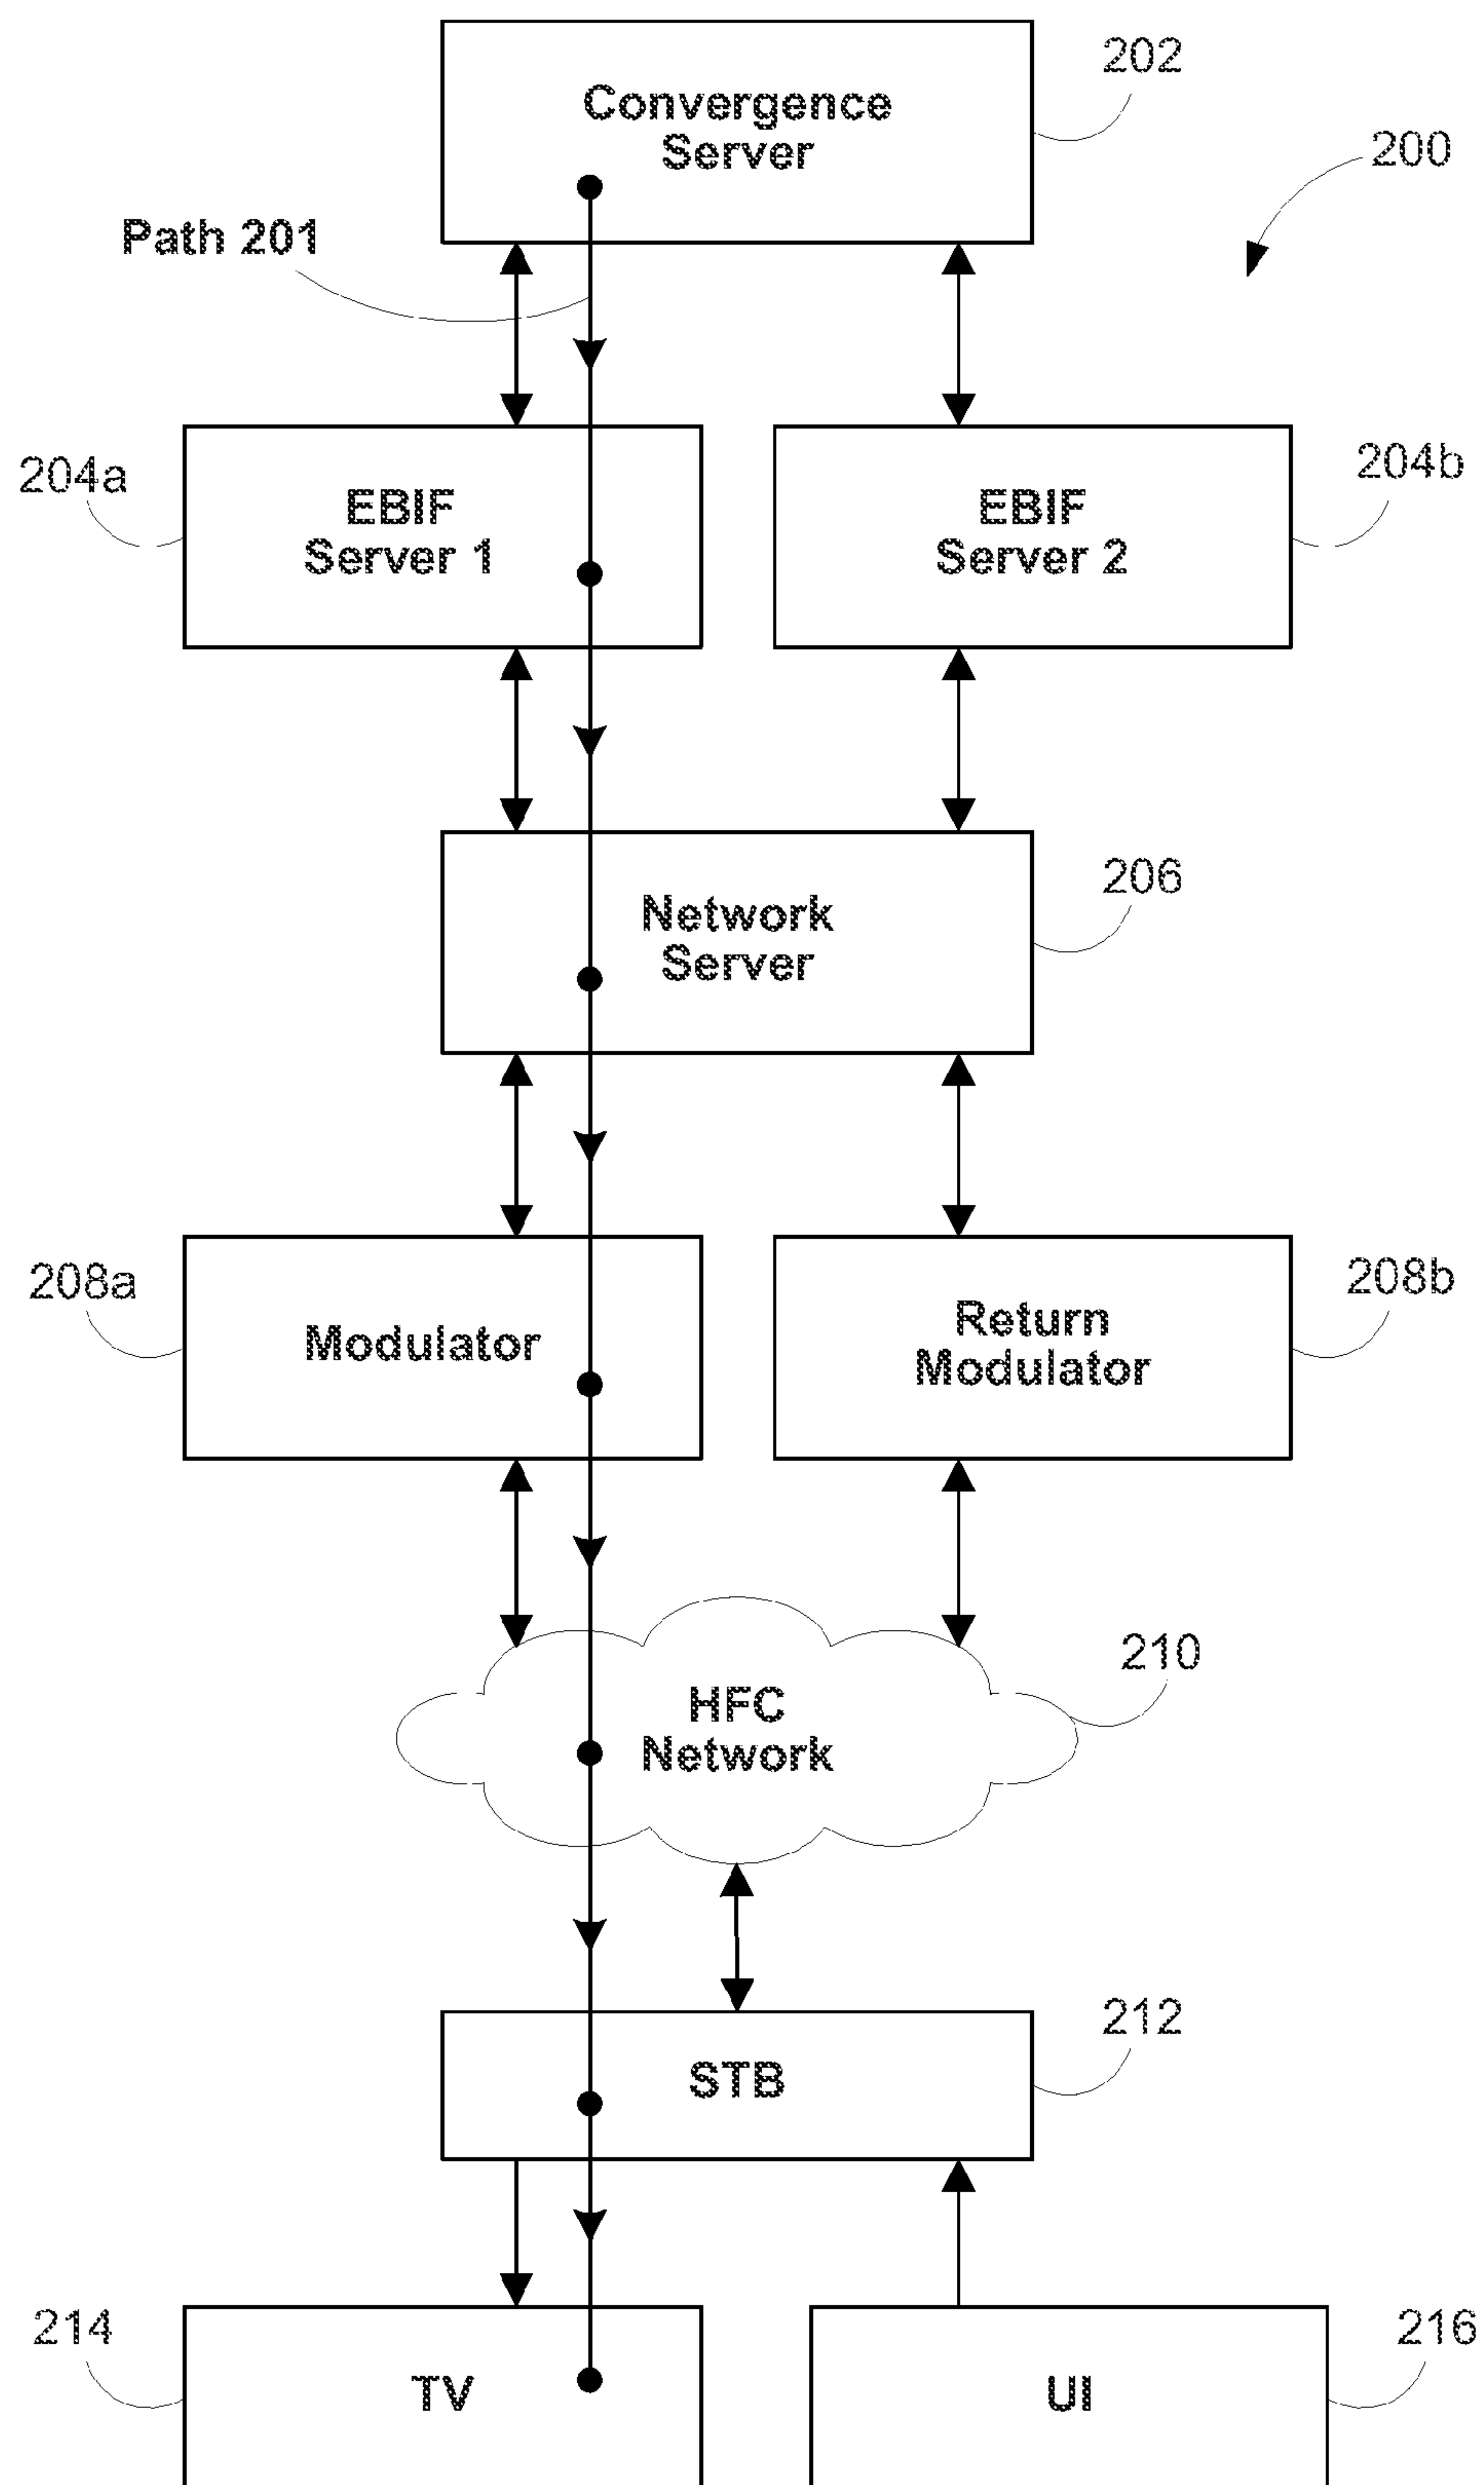 Convergence
Server
202
200
Path 201
204a
EBIF
Server 1
EBIF
Server 2
204b
Network
Server
206
208a
Modulator
Return
Modulator
208b
HFC
Network
210
STB
212
214
TV
UI
216